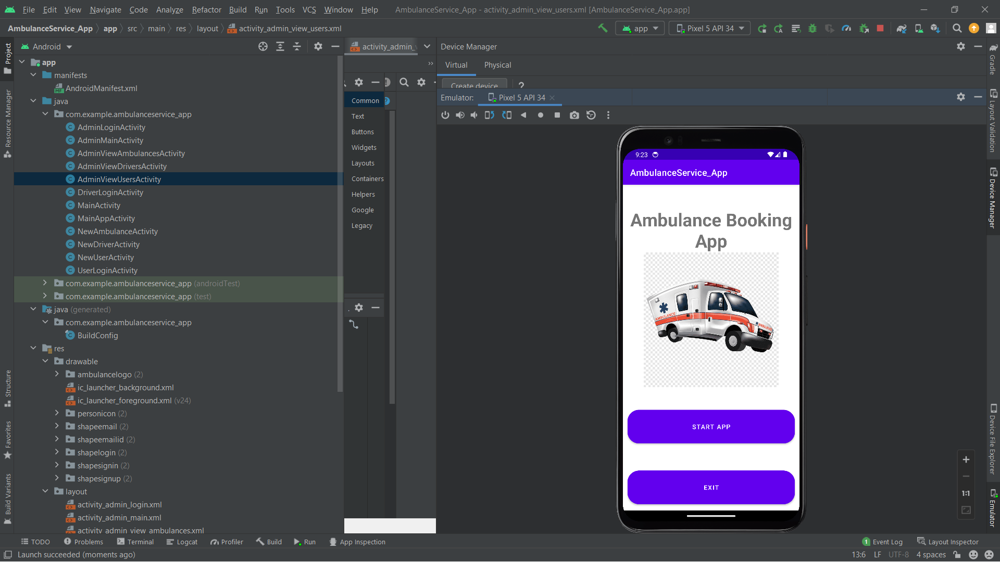 File Edit View Navigate Code Analyze Refactor Build Run Tools VCS Window Help AmbulanceService_App - activity_admin_view_users.xml [AmbulanceService_App.app]
AmbulanceService_App app src main res layout activity_admin_view_users.xml app Pixel 5 API 34
Project
Resource Manager
Structure
Favorites
Build Variants
Android
app
manifests
AndroidManifest.xml
java
com.example.ambulanceservice_app
AdminLoginActivity
AdminMainActivity
AdminViewAmbulancesActivity
AdminViewDriversActivity
AdminViewUsersActivity
DriverLoginActivity
MainActivity
MainAppActivity
NewAmbulanceActivity
NewDriverActivity
NewUserActivity
UserLoginActivity
com.example.ambulanceservice_app (androidTest)
com.example.ambulanceservice_app (test)
java (generated)
com.example.ambulanceservice_app
BuildConfig
res
drawable
ambulancelogo (2)
ic_launcher_background.xml
ic_launcher_foreground.xml (v24)
personicon (2)
shapeemail (2)
shapeemailid (2)
shapelogin (2)
shapesignin (2)
shapesignup (2)
layout
activity_admin_login.xml
activity_admin_main.xml
activity_admin_view_ambulances.xml
activity_admin_
Common
Text
Buttons
Widgets
Layouts
Containers
Helpers
Google
Legacy
Device Manager
Virtual Physical
Create device ?
Emulator: Pixel 5 API 34
9:23
AmbulanceService_App
Ambulance Booking
App
AMBULANCE
AMBULANCE
START APP
EXIT
1:1
Gradle
Layout Validation
Device Manager
Device File Explorer
Emulator
TODO Problems Terminal Logcat Profiler Build Run App Inspection 1 Event Log Layout Inspector
Launch succeeded (moments ago) 13:6 LF UTF-8 4 spaces